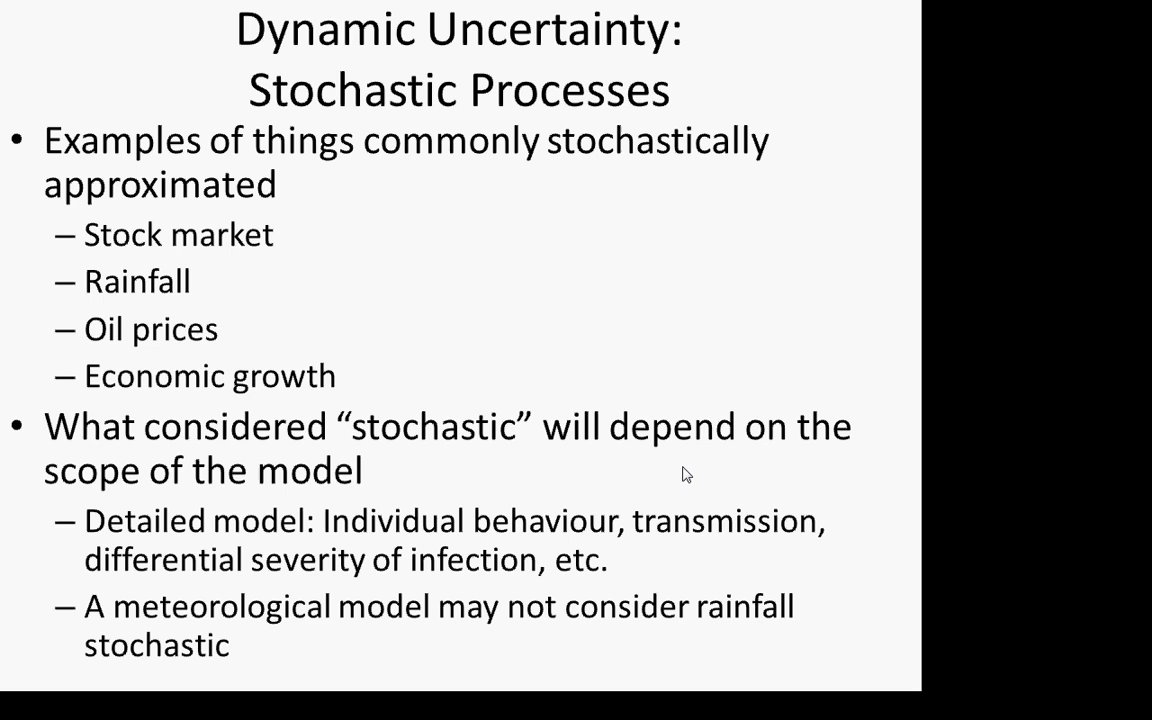 Dynamic Uncertainty:
Stochastic Processes
• Examples of things commonly stochastically
approximated
– Stock market
– Rainfall
– Oil prices
– Economic growth
• What considered “stochastic” will depend on the
scope of the model
– Detailed model: Individual behaviour, transmission,
differential severity of infection, etc.
– A meteorological model may not consider rainfall
stochastic